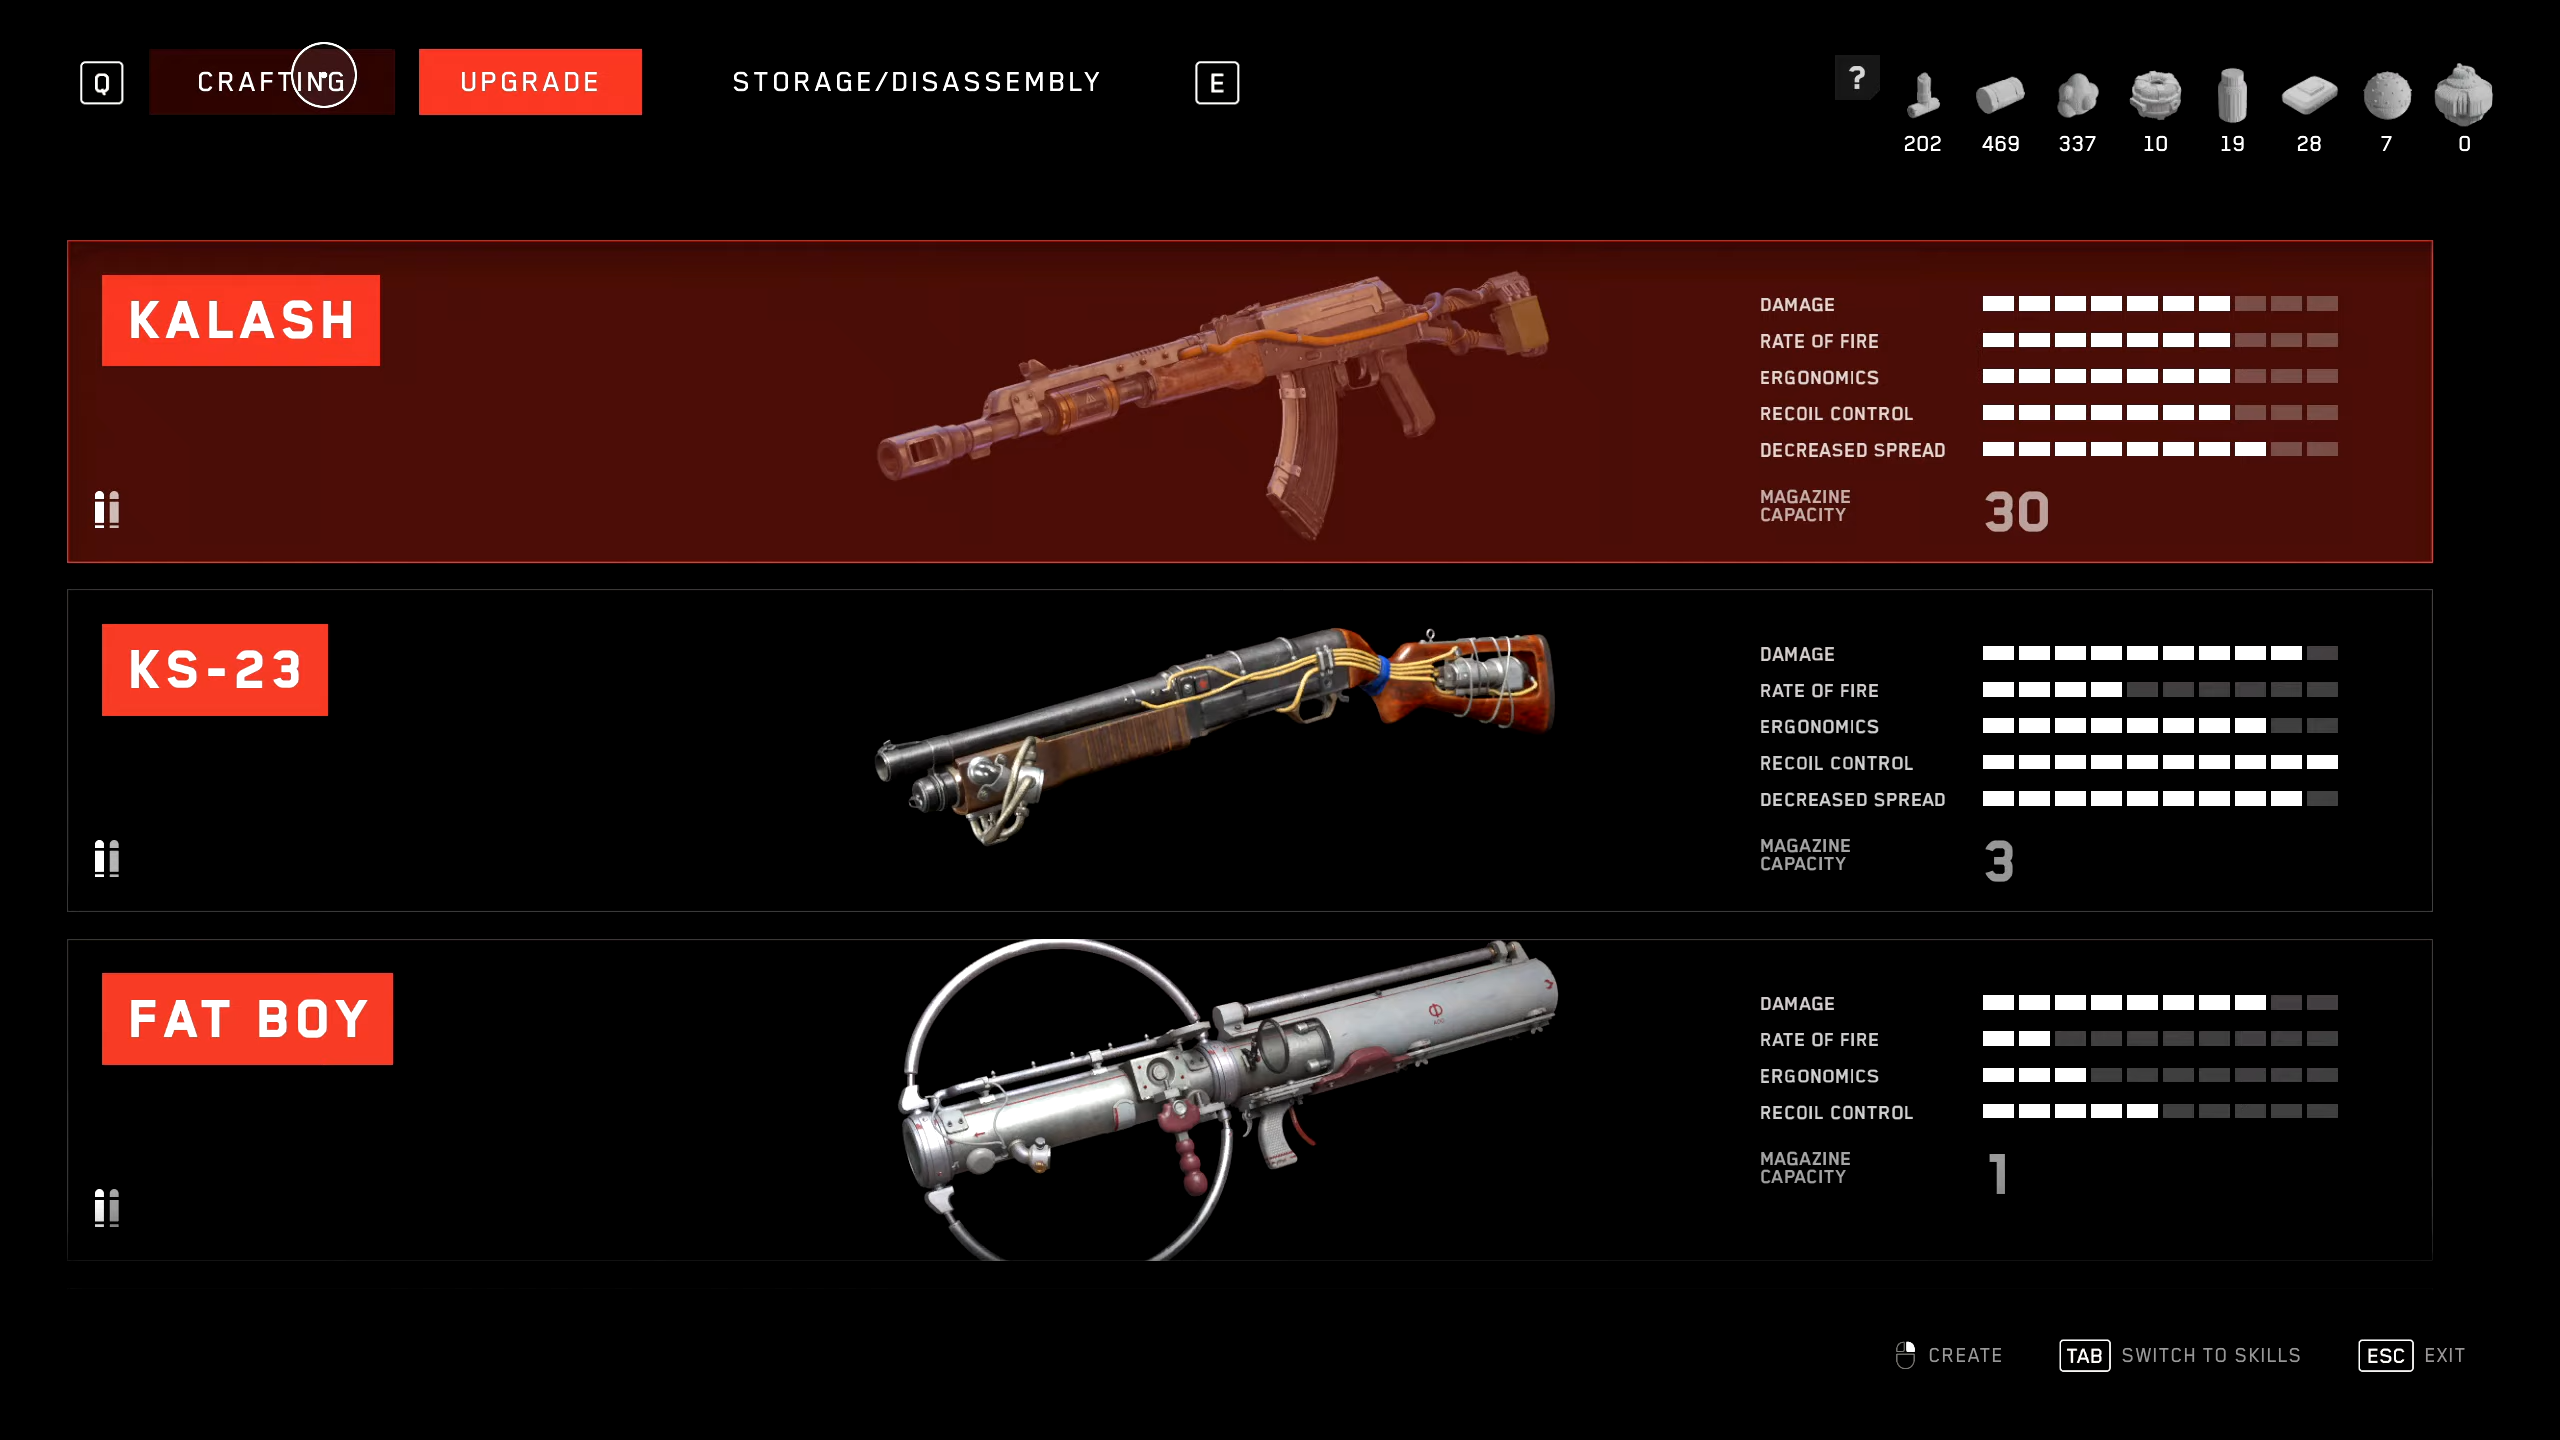 Q CRAFTING UPGRADE STORAGE/DISASSEMBLY E ?
202 469 337 10 19 28 7 0
KALASH
DAMAGE
RATE OF FIRE
ERGONOMICS
RECOIL CONTROL
DECREASED SPREAD
MAGAZINE
CAPACITY
30
KS-23
DAMAGE
RATE OF FIRE
ERGONOMICS
RECOIL CONTROL
DECREASED SPREAD
MAGAZINE
CAPACITY
3
FAT BOY
DAMAGE
RATE OF FIRE
ERGONOMICS
RECOIL CONTROL
MAGAZINE
CAPACITY
1
CREATE TAB SWITCH TO SKILLS ESC EXIT